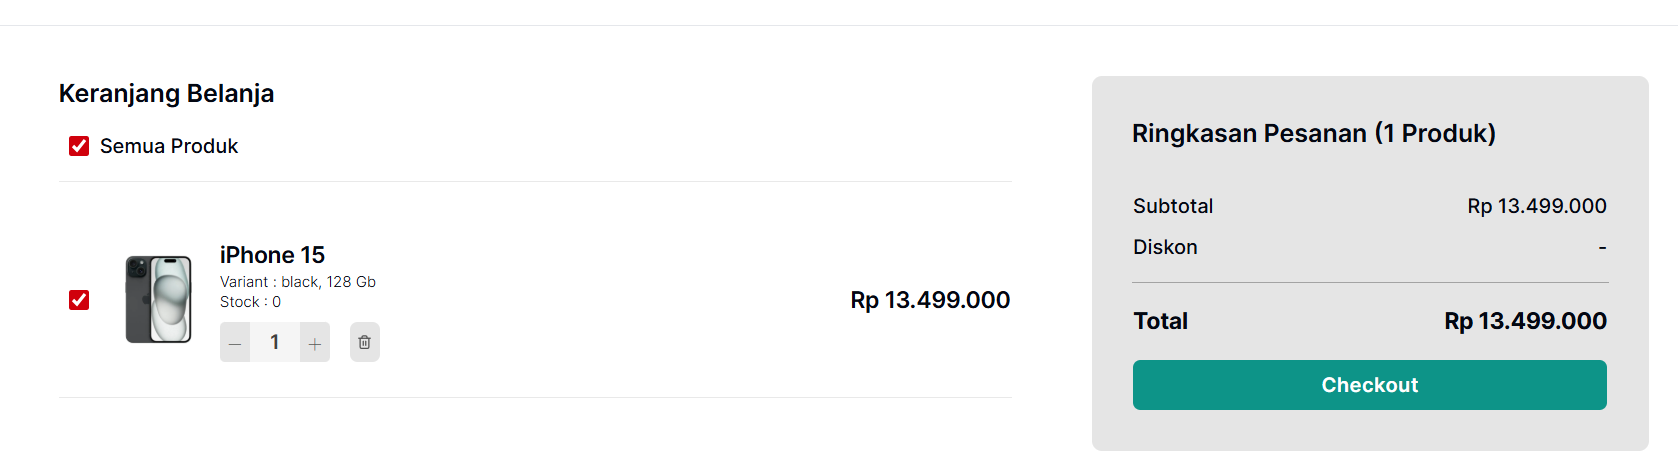 Keranjang Belanja
Semua Produk
iPhone 15
Variant : black, 128 Gb
Stock : 0
– 1 +
Rp 13.499.000
Ringkasan Pesanan (1 Produk)
Subtotal Rp 13.499.000
Diskon -
Total Rp 13.499.000
Checkout